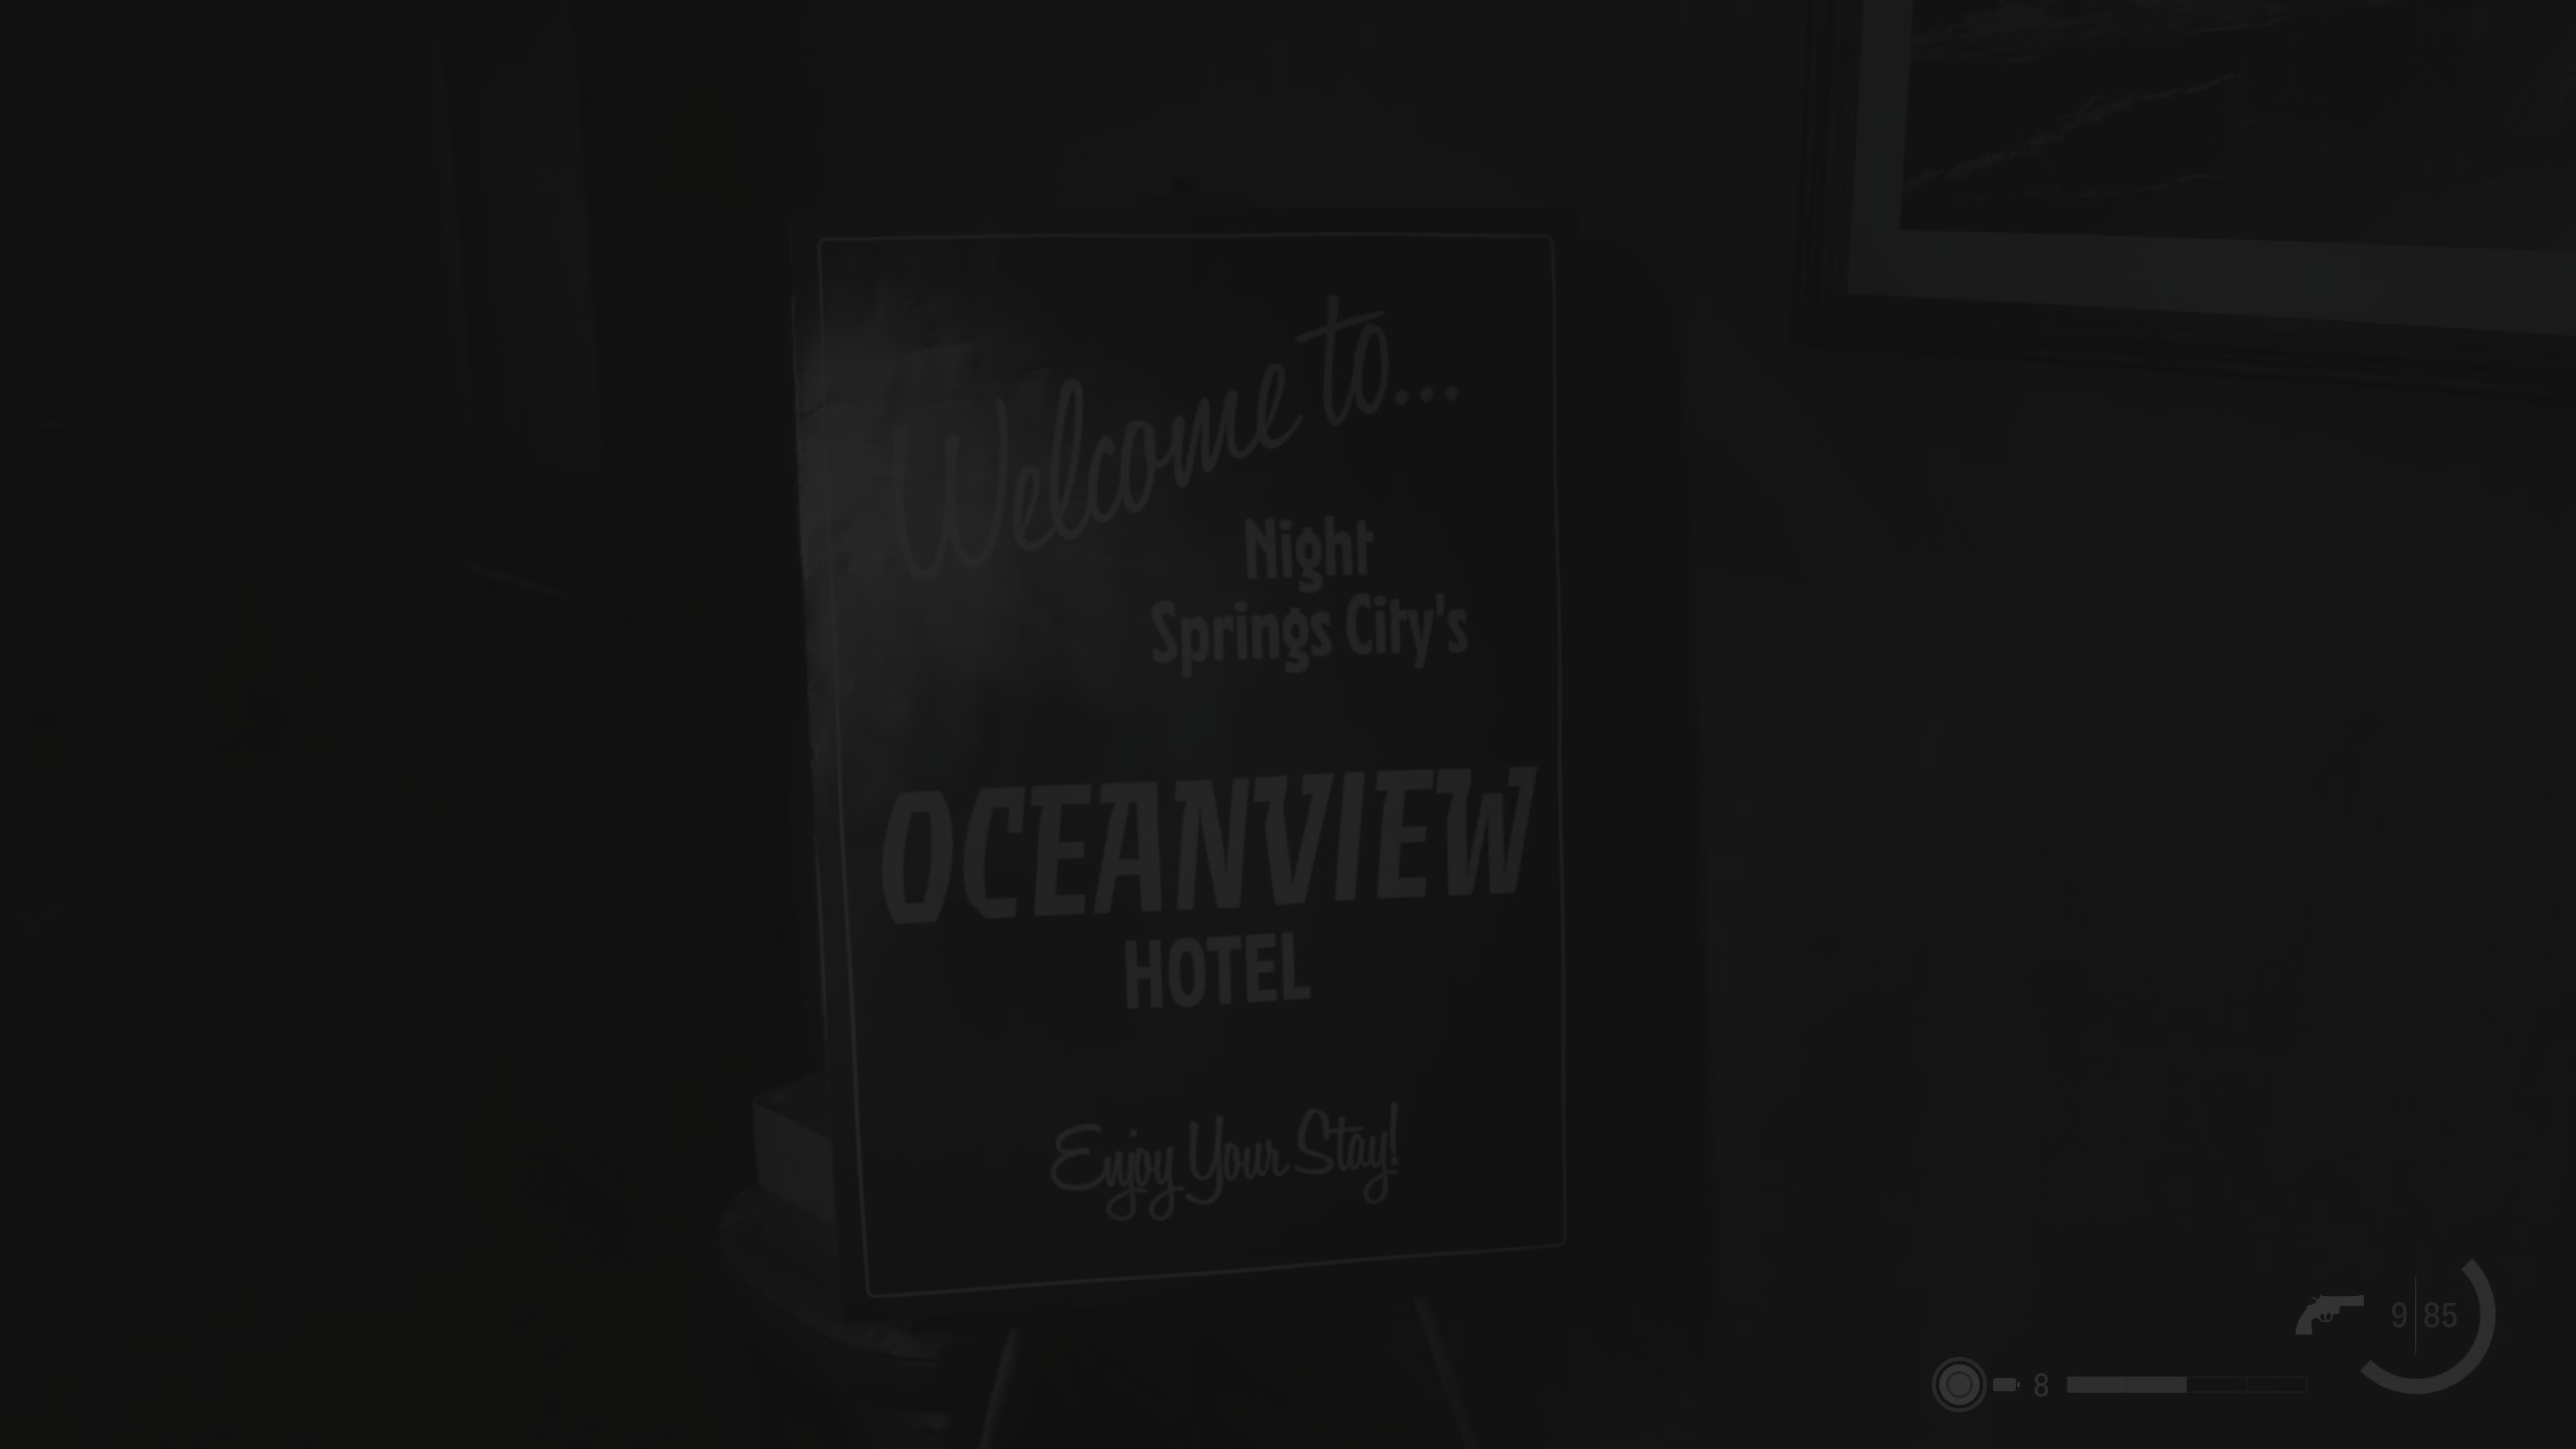 Welcome to...
Night
Springs City's
OCEANVIEW
HOTEL
Enjoy Your Stay!
9 85
8